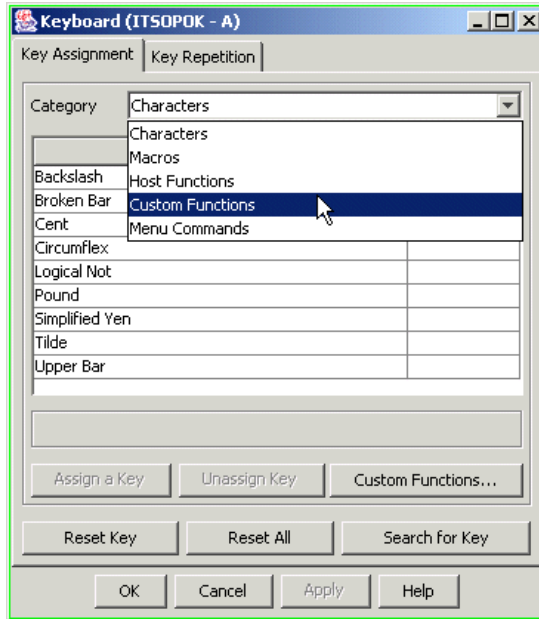 Keyboard (ITSOPOK - A)
Key Assignment Key Repetition
Category Characters
Characters
Macros
Backslash Host Functions
Broken Bar Custom Functions
Cent Menu Commands
Circumflex
Logical Not
Pound
Simplified Yen
Tilde
Upper Bar
Assign a Key Unassign Key Custom Functions...
Reset Key Reset All Search for Key
OK Cancel Apply Help